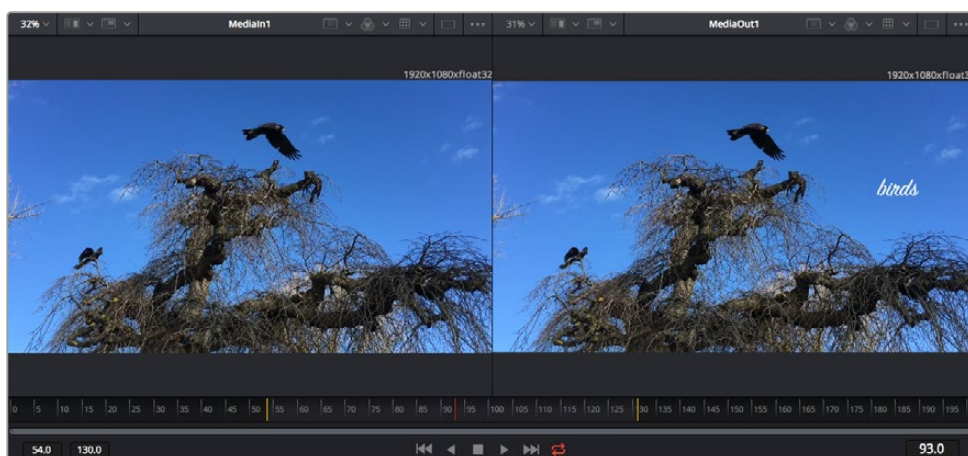 32% MediaIn1 31% MediaOut1
1920x1080xfloat32 1920x1080xfloat3
birds
0 5 10 15 20 25 30 35 40 45 50 55 60 65 70 75 80 85 90 95 100 105 110 115 120 125 130 135 140 145 150 155 160 165 170 175 180 185 190 195
54.0 130.0 93.0